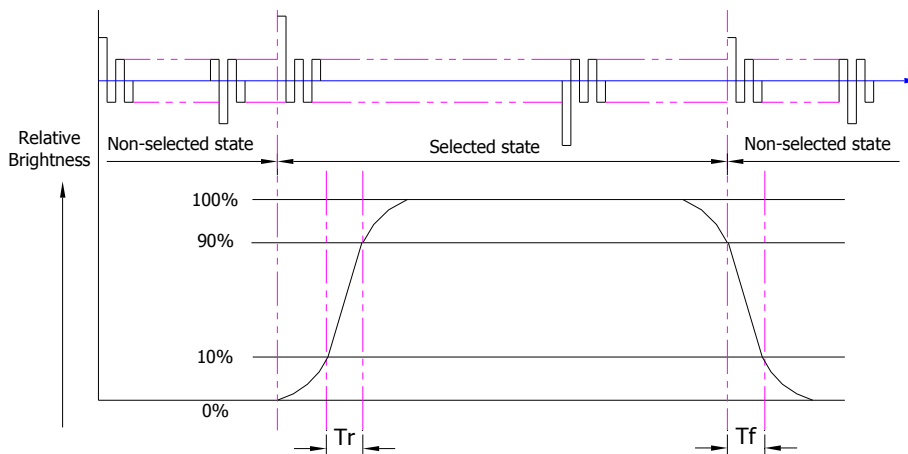 Relative
Brightness
Non-selected state
Selected state
Non-selected state
100%
90%
10%
0%
Tr
Tf